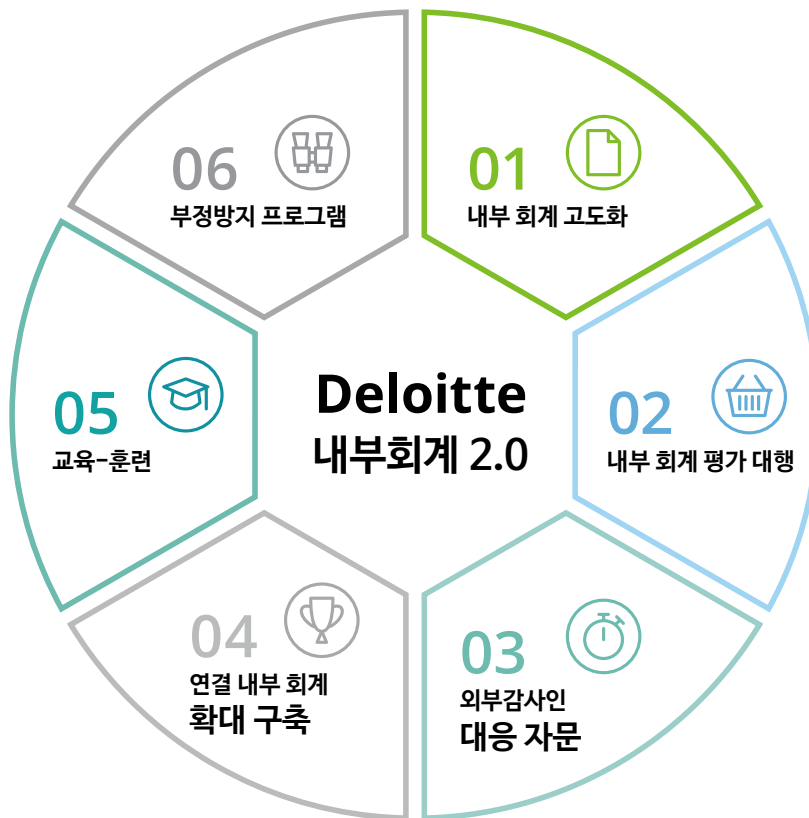 06
부정방지 프로그램
01
내부 회계 고도화
05
교육-훈련
Deloitte
내부회계 2.0
02
내부 회계 평가 대행
04
연결 내부 회계
확대 구축
03
외부감사인
대응 자문